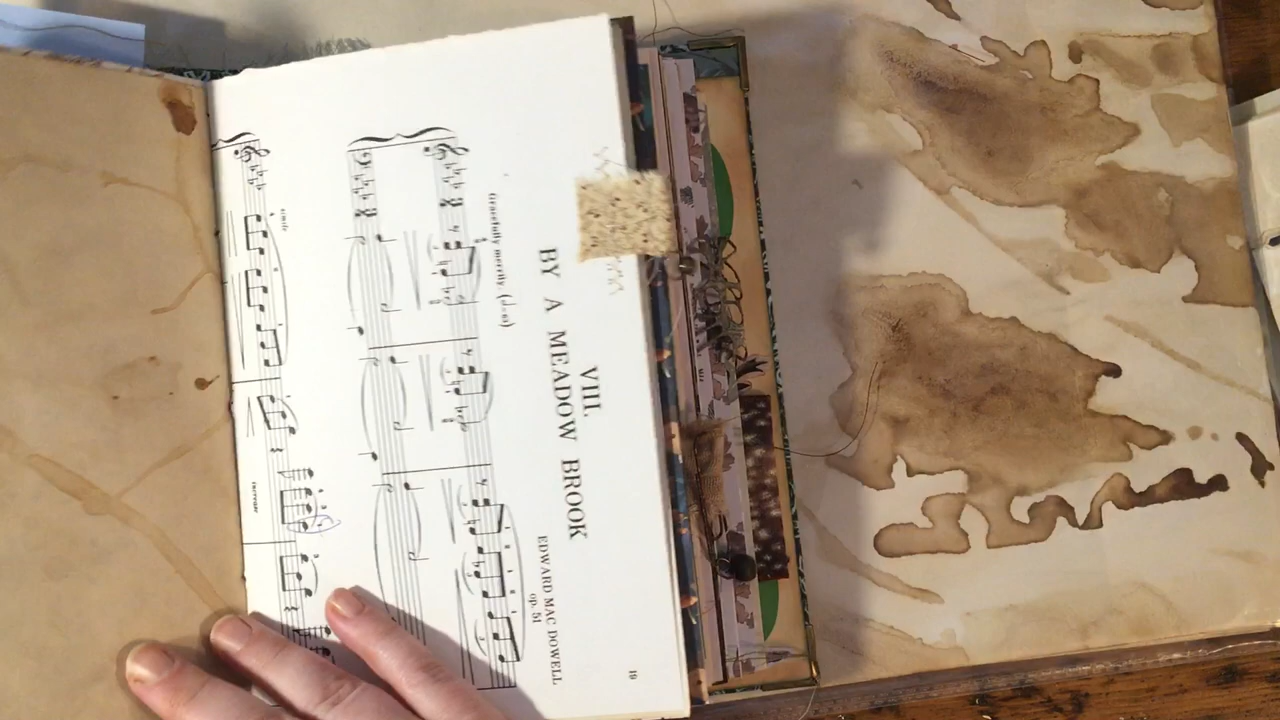 19
VIII.
BY A MEADOW BROOK
EDWARD MAC DOWELL
op. 51
Gracefully merrily.